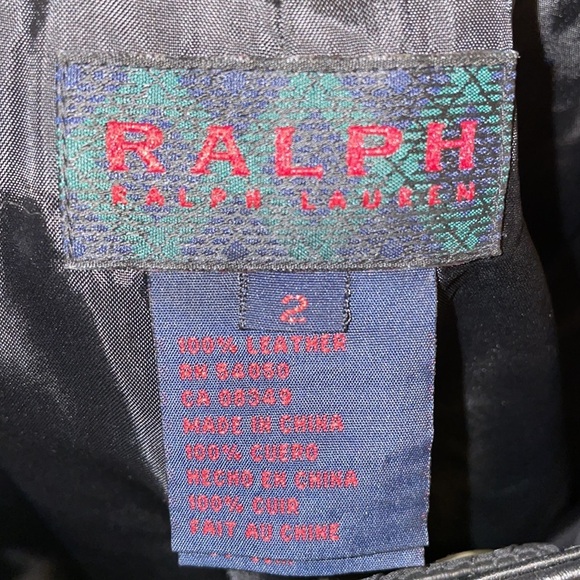 RALPH
RALPH LAUREN
2
100% LEATHER
RN 54050
CA 08349
MADE IN CHINA
100% CUERO
HECHO EN CHINA
100% CUIR
FAIT AU CHINE